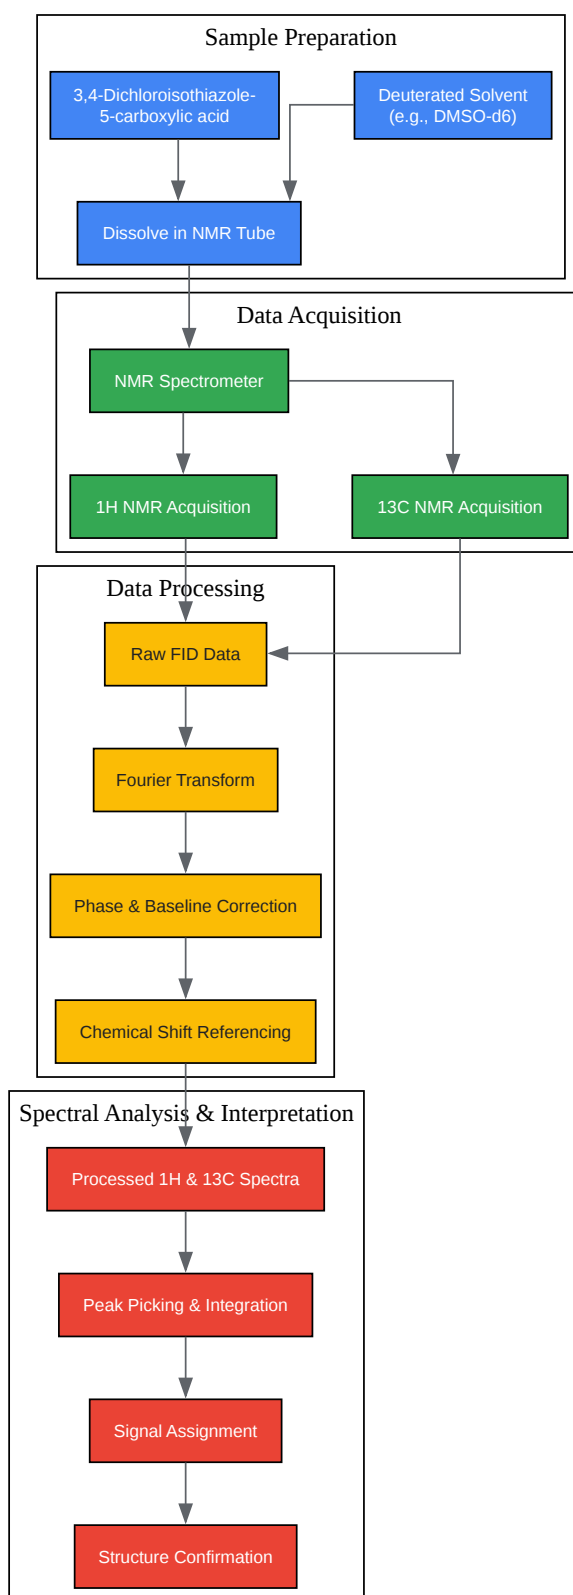 Sample Preparation
3,4-Dichloroisothiazole-
5-carboxylic acid
Deuterated Solvent
(e.g., DMSO-d6)
Dissolve in NMR Tube
Data Acquisition
NMR Spectrometer
1H NMR Acquisition
13C NMR Acquisition
Data Processing
Raw FID Data
Fourier Transform
Phase & Baseline Correction
Chemical Shift Referencing
Spectral Analysis & Interpretation
Processed 1H & 13C Spectra
Peak Picking & Integration
Signal Assignment
Structure Confirmation